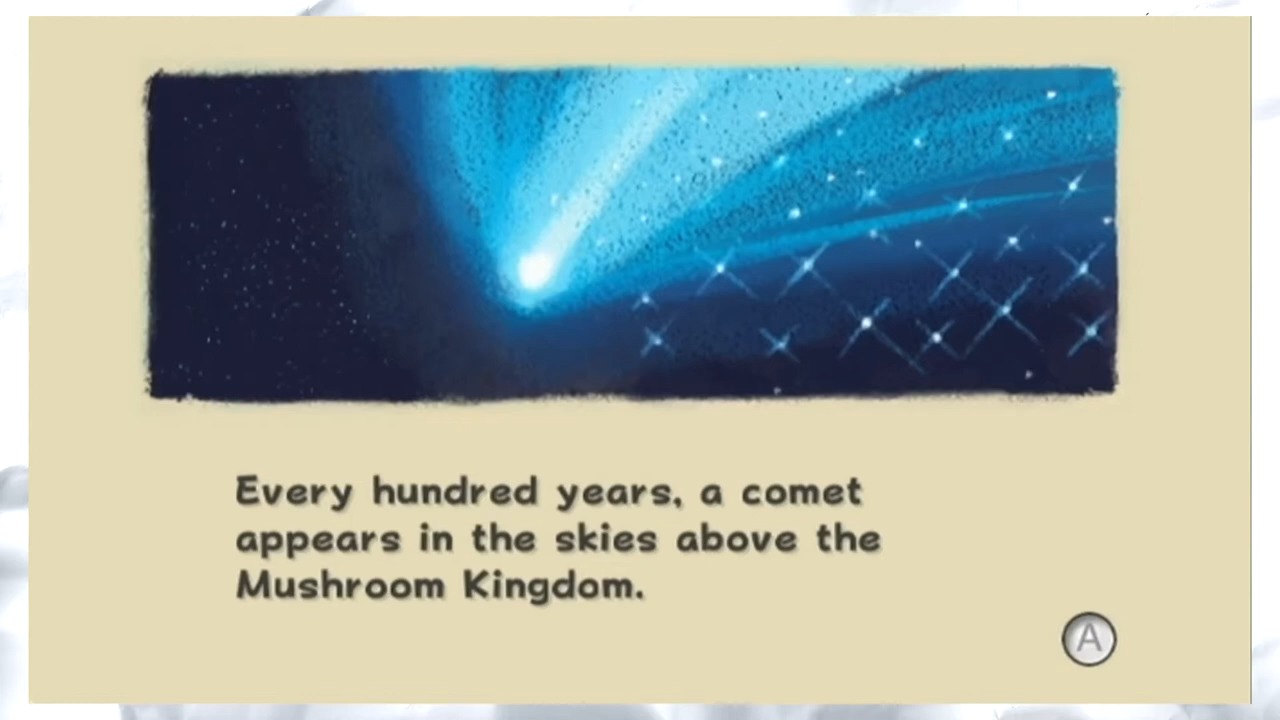 Every hundred years, a comet
appears in the skies above the
Mushroom Kingdom.
A